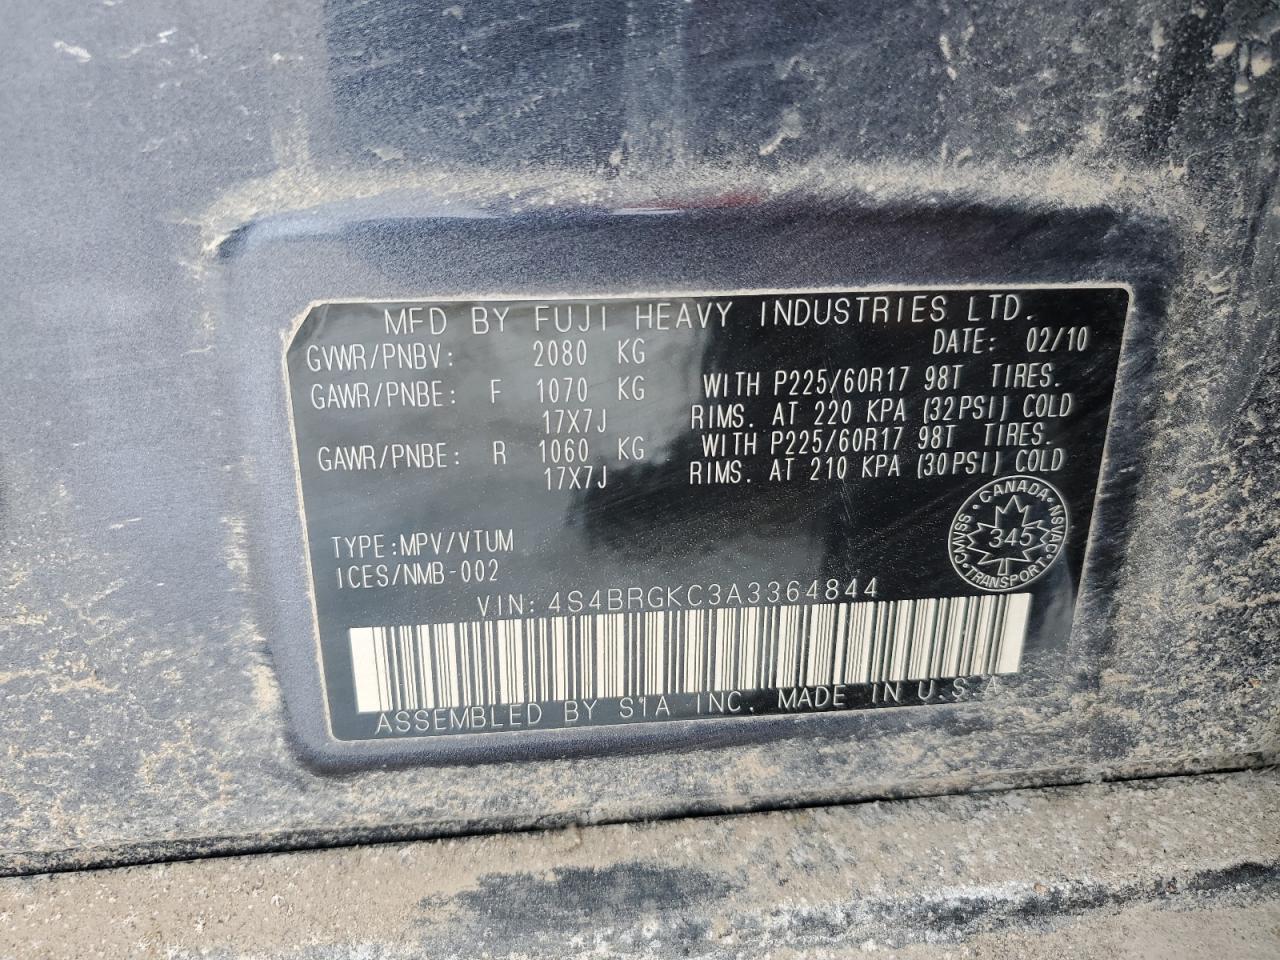 MFD BY FUJI HEAVY INDUSTRIES LTD.
GVWR/PNBV: 2080 KG DATE: 02/10
GAWR/PNBE: F 1070 KG WITH P225/60R17 98T TIRES.
17X7J RIMS. AT 220 KPA (32PSI) COLD
GAWR/PNBE: R 1060 KG WITH P225/60R17 98T TIRES.
17X7J RIMS. AT 210 KPA (30PSI) COLD
CANADA · NSVAC · TRANSPORT · CMVSS ·
345
TYPE:MPV/VTUM
ICES/NMB-002
VIN: 4S4BRGKC3A3364844
ASSEMBLED BY SIA INC. MADE IN U.S.A.